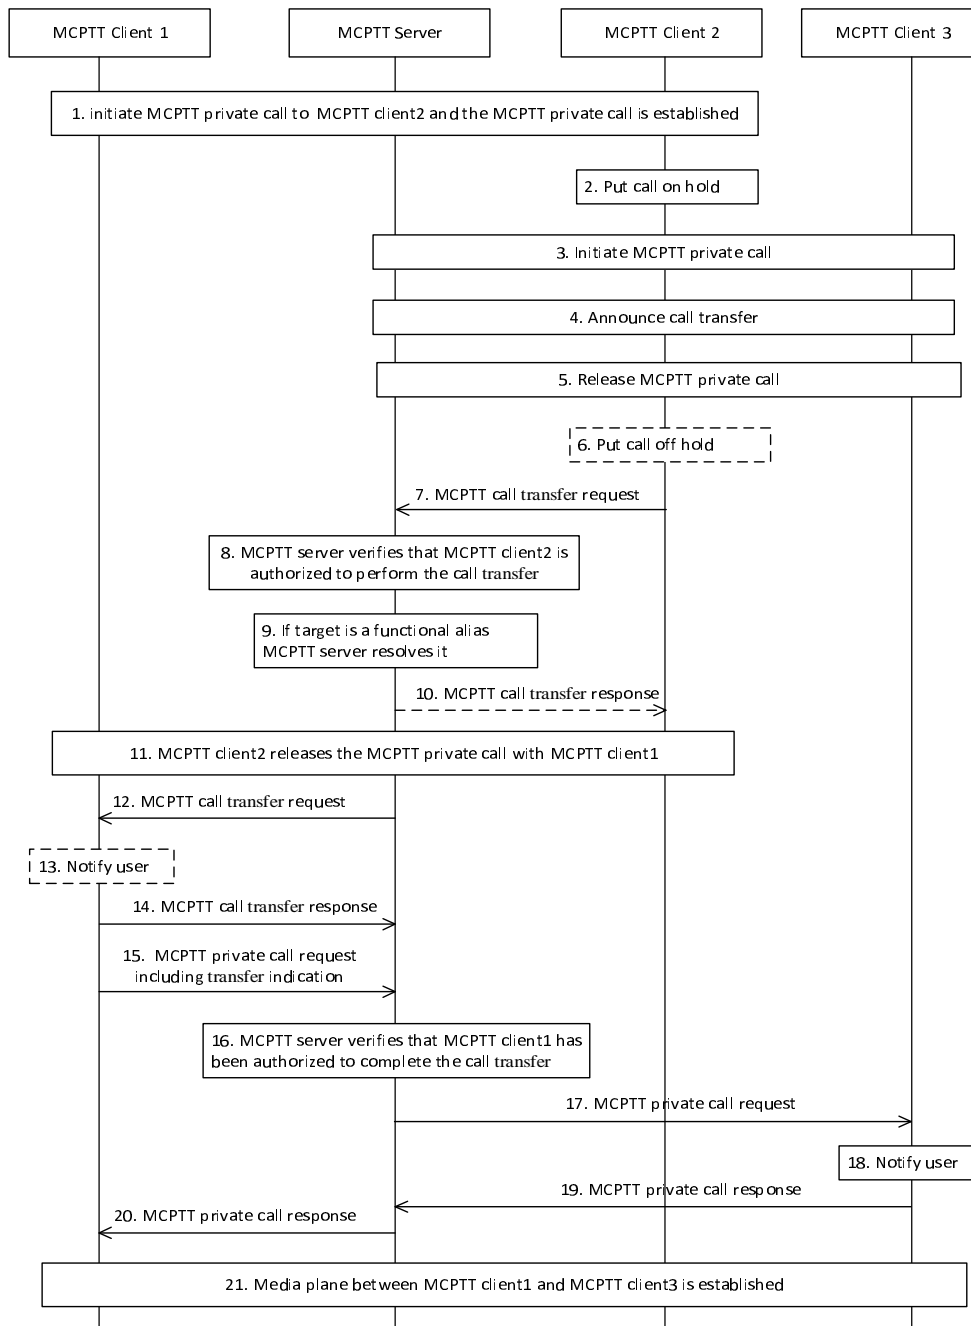 MCPTT Client 1
MCPTT Server
MCPTT Client 2
MCPTT Client 3
1. initiate MCPTT private call to MCPTT client2 and the MCPTT private call is established
2. Put call on hold
3. Initiate MCPTT private call
4. Announce call transfer
5. Release MCPTT private call
6. Put call off hold
7. MCPTT call transfer request
8. MCPTT server verifies that MCPTT client2 is
authorized to perform the call transfer
9. If target is a functional alias
MCPTT server resolves it
10. MCPTT call transfer response
11. MCPTT client2 releases the MCPTT private call with MCPTT client1
12. MCPTT call transfer request
13. Notify user
14. MCPTT call transfer response
15. MCPTT private call request
including transfer indication
16. MCPTT server verifies that MCPTT client1 has
been authorized to complete the call transfer
17. MCPTT private call request
18. Notify user
19. MCPTT private call response
20. MCPTT private call response
21. Media plane between MCPTT client1 and MCPTT client3 is established